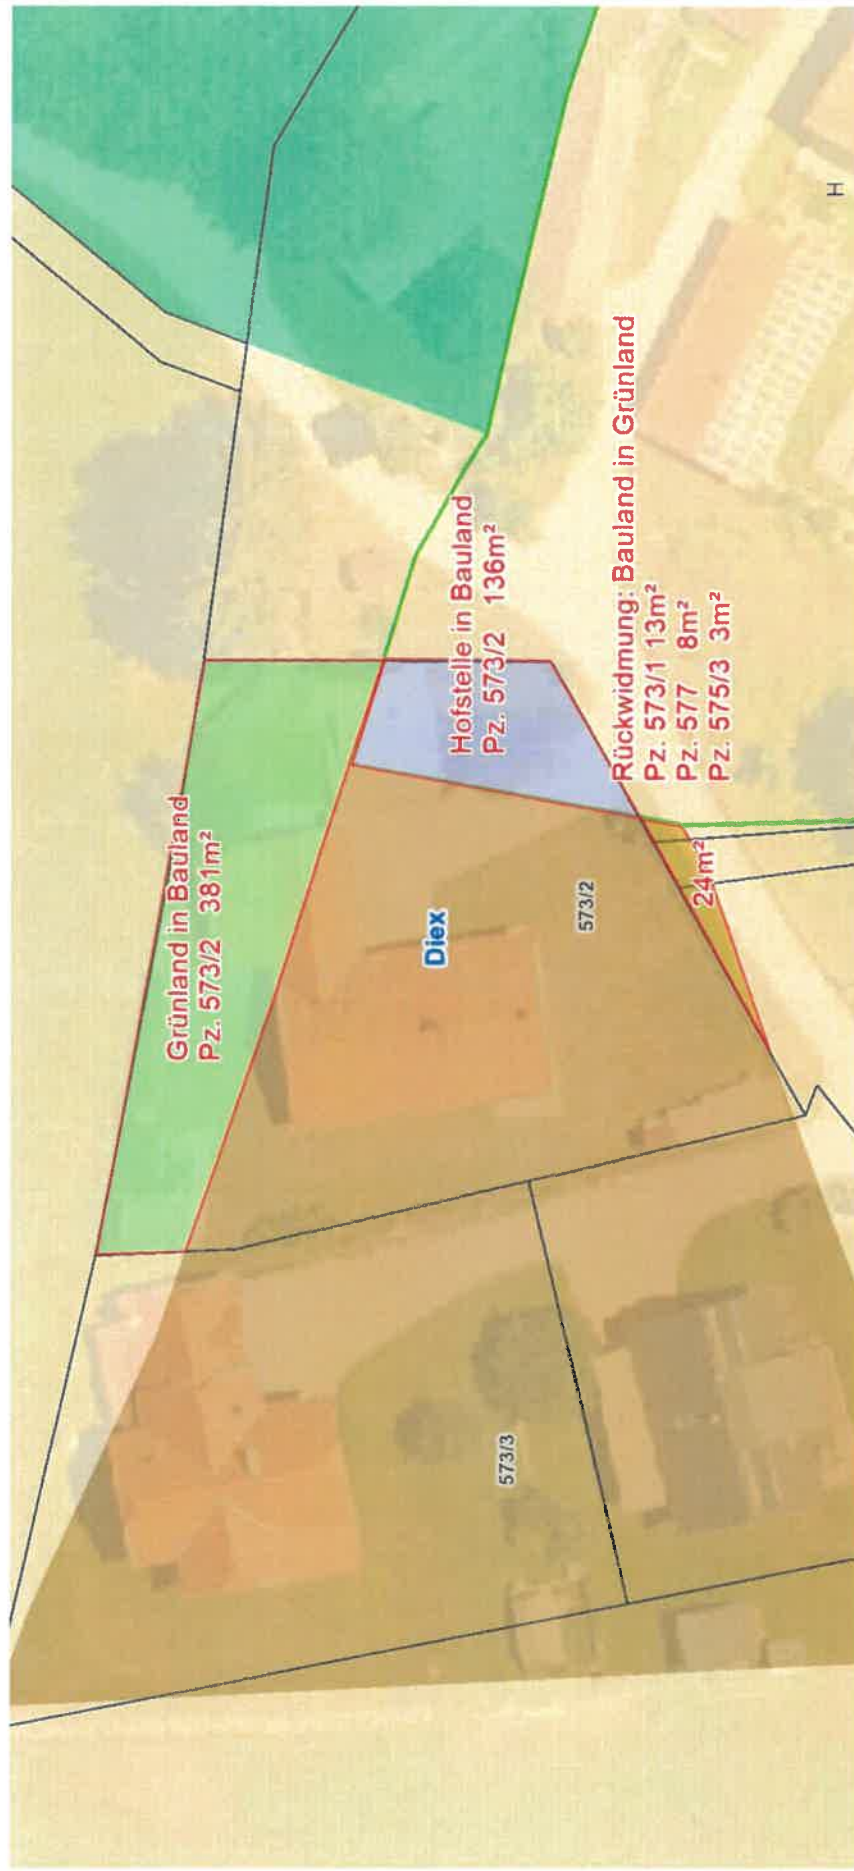 Grünland in Bauland
Pz. 573/2 381m²
Diex
573/2
Hofstelle in Bauland
Pz. 573/2 136m²
Rückwidmung: Bauland in Grünland
Pz. 573/1 13m²
Pz. 577 8m²
Pz. 575/3 3m²
24m²
573/3
H